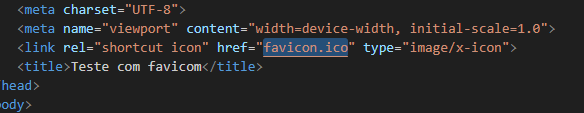 <meta charset="UTF-8">
<meta name="viewport" content="width=device-width, initial-scale=1.0">
<link rel="shortcut icon" href="favicon.ico" type="image/x-icon">
<title>Teste com favicom</title>
/head>
body>